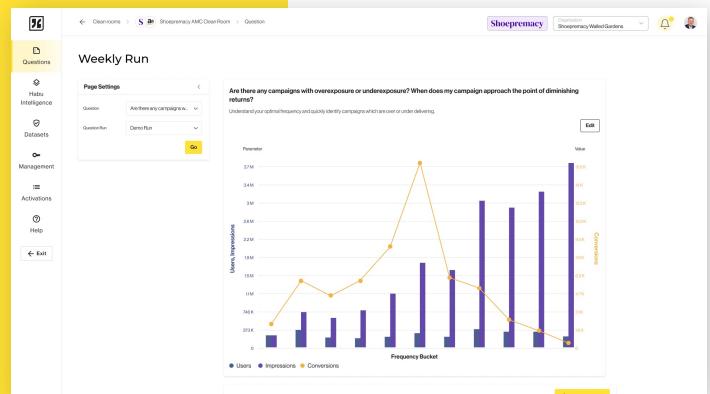 Clean rooms > Shoepremacy AMC Clean Room > Question
Shoepremacy
Organization
Shoepremacy Walled Gardens
Questions
Habu
Intelligence
Datasets
Management
Activations
Help
Exit
Weekly Run
Page Settings
Question
Are there any campaigns w...
Question Run
Demo Run
Go
Are there any campaigns with overexposure or underexposure? When does my campaign approach the point of diminishing
returns?
Understand your optimal frequency and quickly identify campaigns which are over or under delivering.
Edit
Parameter
Value
3.7 M
3.4 M
3 M
2.6 M
2.2 M
1.9 M
1.5 M
1.1 M
746 K
373 K
0
Users, Impressions
Conversions
Frequency Bucket
Users
Impressions
Conversions